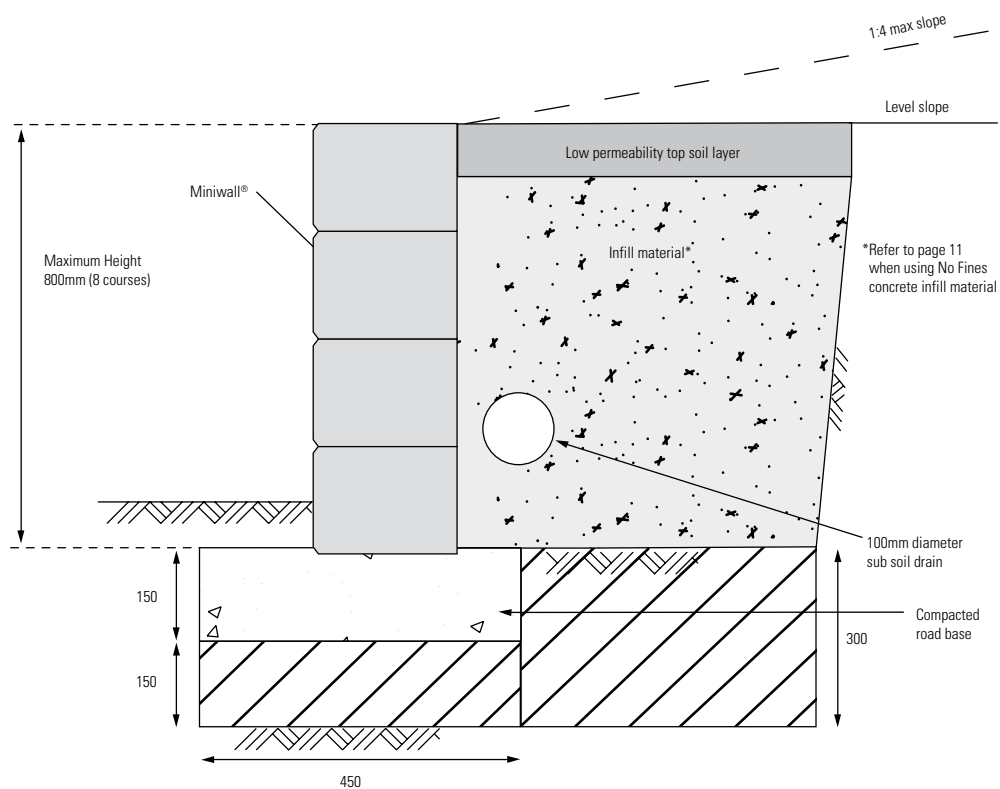 1:4 max slope
Level slope
Low permeability top soil layer
Miniwall®
Infill material*
Maximum Height
800mm (8 courses)
*Refer to page 11
when using No Fines
concrete infill material
100mm diameter
sub soil drain
150
Compacted
road base
300
150
450